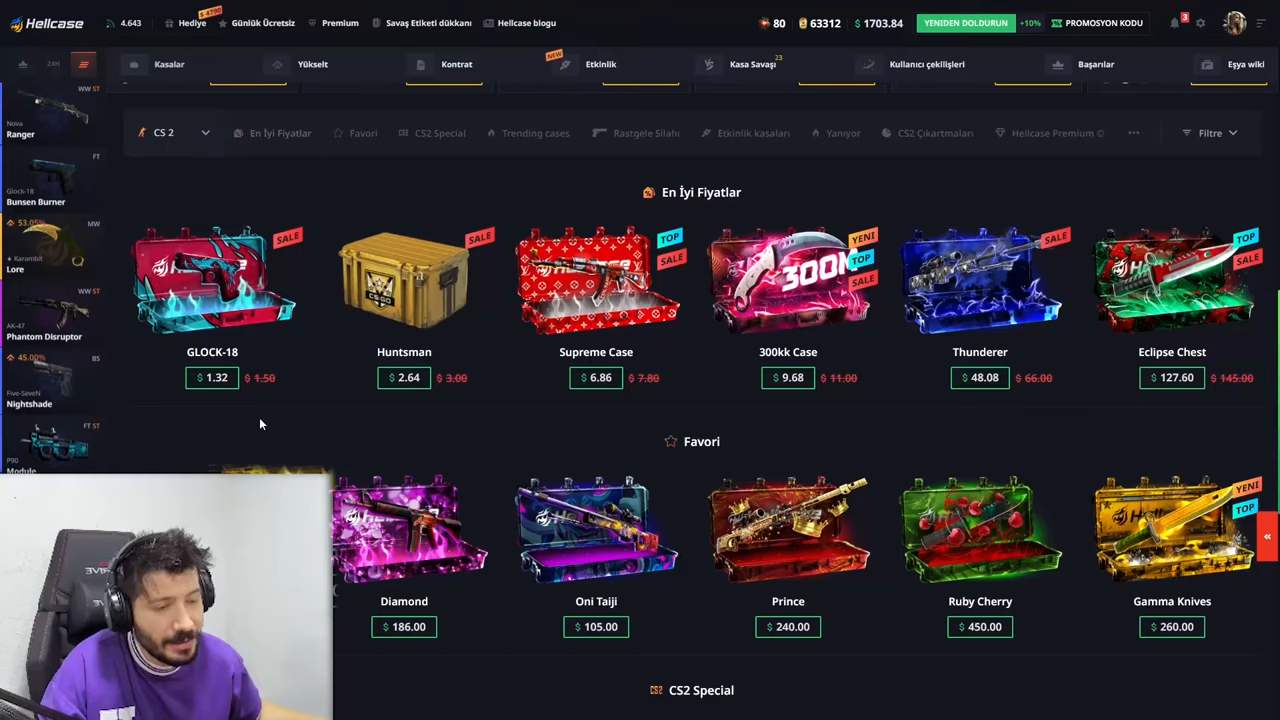 $ 4790
Hellcase
4.643
Hediye
Günlük Ücretsiz
Premium
Savaş Etiketi dükkanı
Hellcase blogu
80
63312
$ 1703.84
YENİDEN DOLDURUN
+10%
PROMOSYON KODU
3
24H
Kasalar
Yükselt
Kontrat
NEW
Etkinlik
Kasa Savaşı
23
Kullanıcı çekilişleri
Başarılar
Eşya wiki
WW ST
Nova
Ranger
FT
Glock-18
Bunsen Burner
53.05%
MW
★ Karambit
Lore
WW ST
AK-47
Phantom Disruptor
45.00%
BS
Five-SeveN
Nightshade
FT ST
P90
Module
CS 2
En İyi Fiyatlar
Favori
CS2 Special
Trending cases
Rastgele Silahı
Etkinlik kasaları
Yanıyor
CS2 Çıkartmaları
Hellcase Premium
•••
Filtre
En İyi Fiyatlar
SALE
SALE
TOP
SALE
YENİ
TOP
SALE
SALE
TOP
SALE
CS:GO
300M
GLOCK-18
Huntsman
Supreme Case
300kk Case
Thunderer
Eclipse Chest
$ 1.32 $ 1.50
$ 2.64 $ 3.00
$ 6.86 $ 7.80
$ 9.68 $ 11.00
$ 48.08 $ 66.00
$ 127.60 $ 145.00
Favori
YENİ
TOP
Diamond
Oni Taiji
Prince
Ruby Cherry
Gamma Knives
$ 186.00
$ 105.00
$ 240.00
$ 450.00
$ 260.00
CS2 CS2 Special